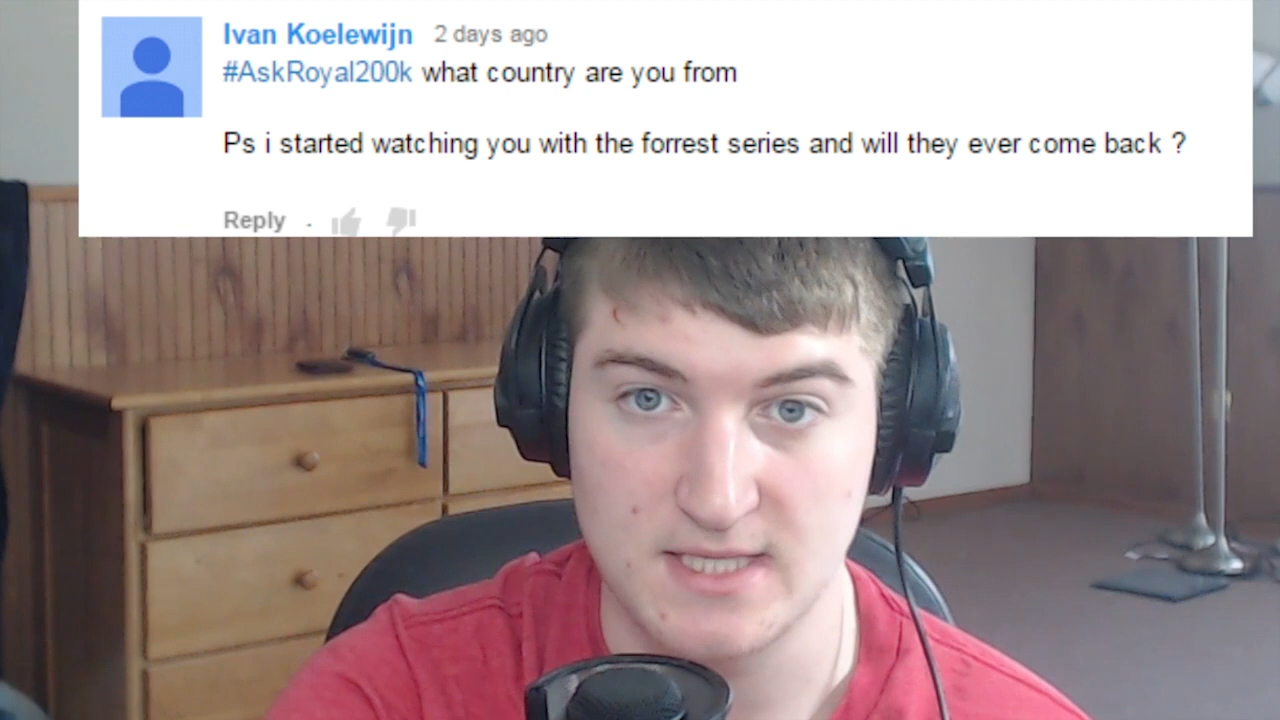 Ivan Koelewijn 2 days ago
#AskRoyal200k what country are you from
Ps i started watching you with the forrest series and will they ever come back ?
Reply .